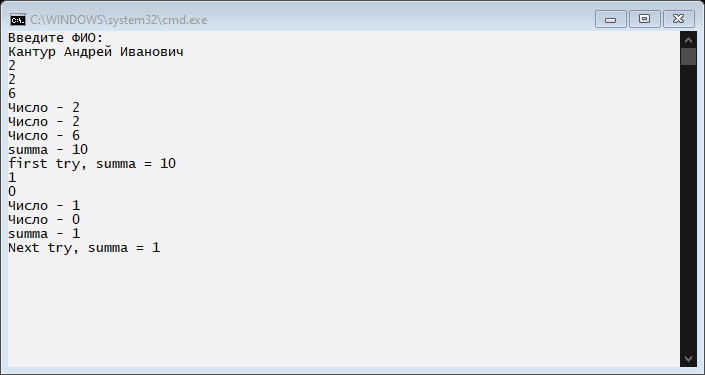 C:\WINDOWS\system32\cmd.exe
Введите ФИО:
Кантур Андрей Иванович
2
2
6
Число - 2
Число - 2
Число - 6
summa - 10
first try, summa = 10
1
0
Число - 1
Число - 0
summa - 1
Next try, summa = 1